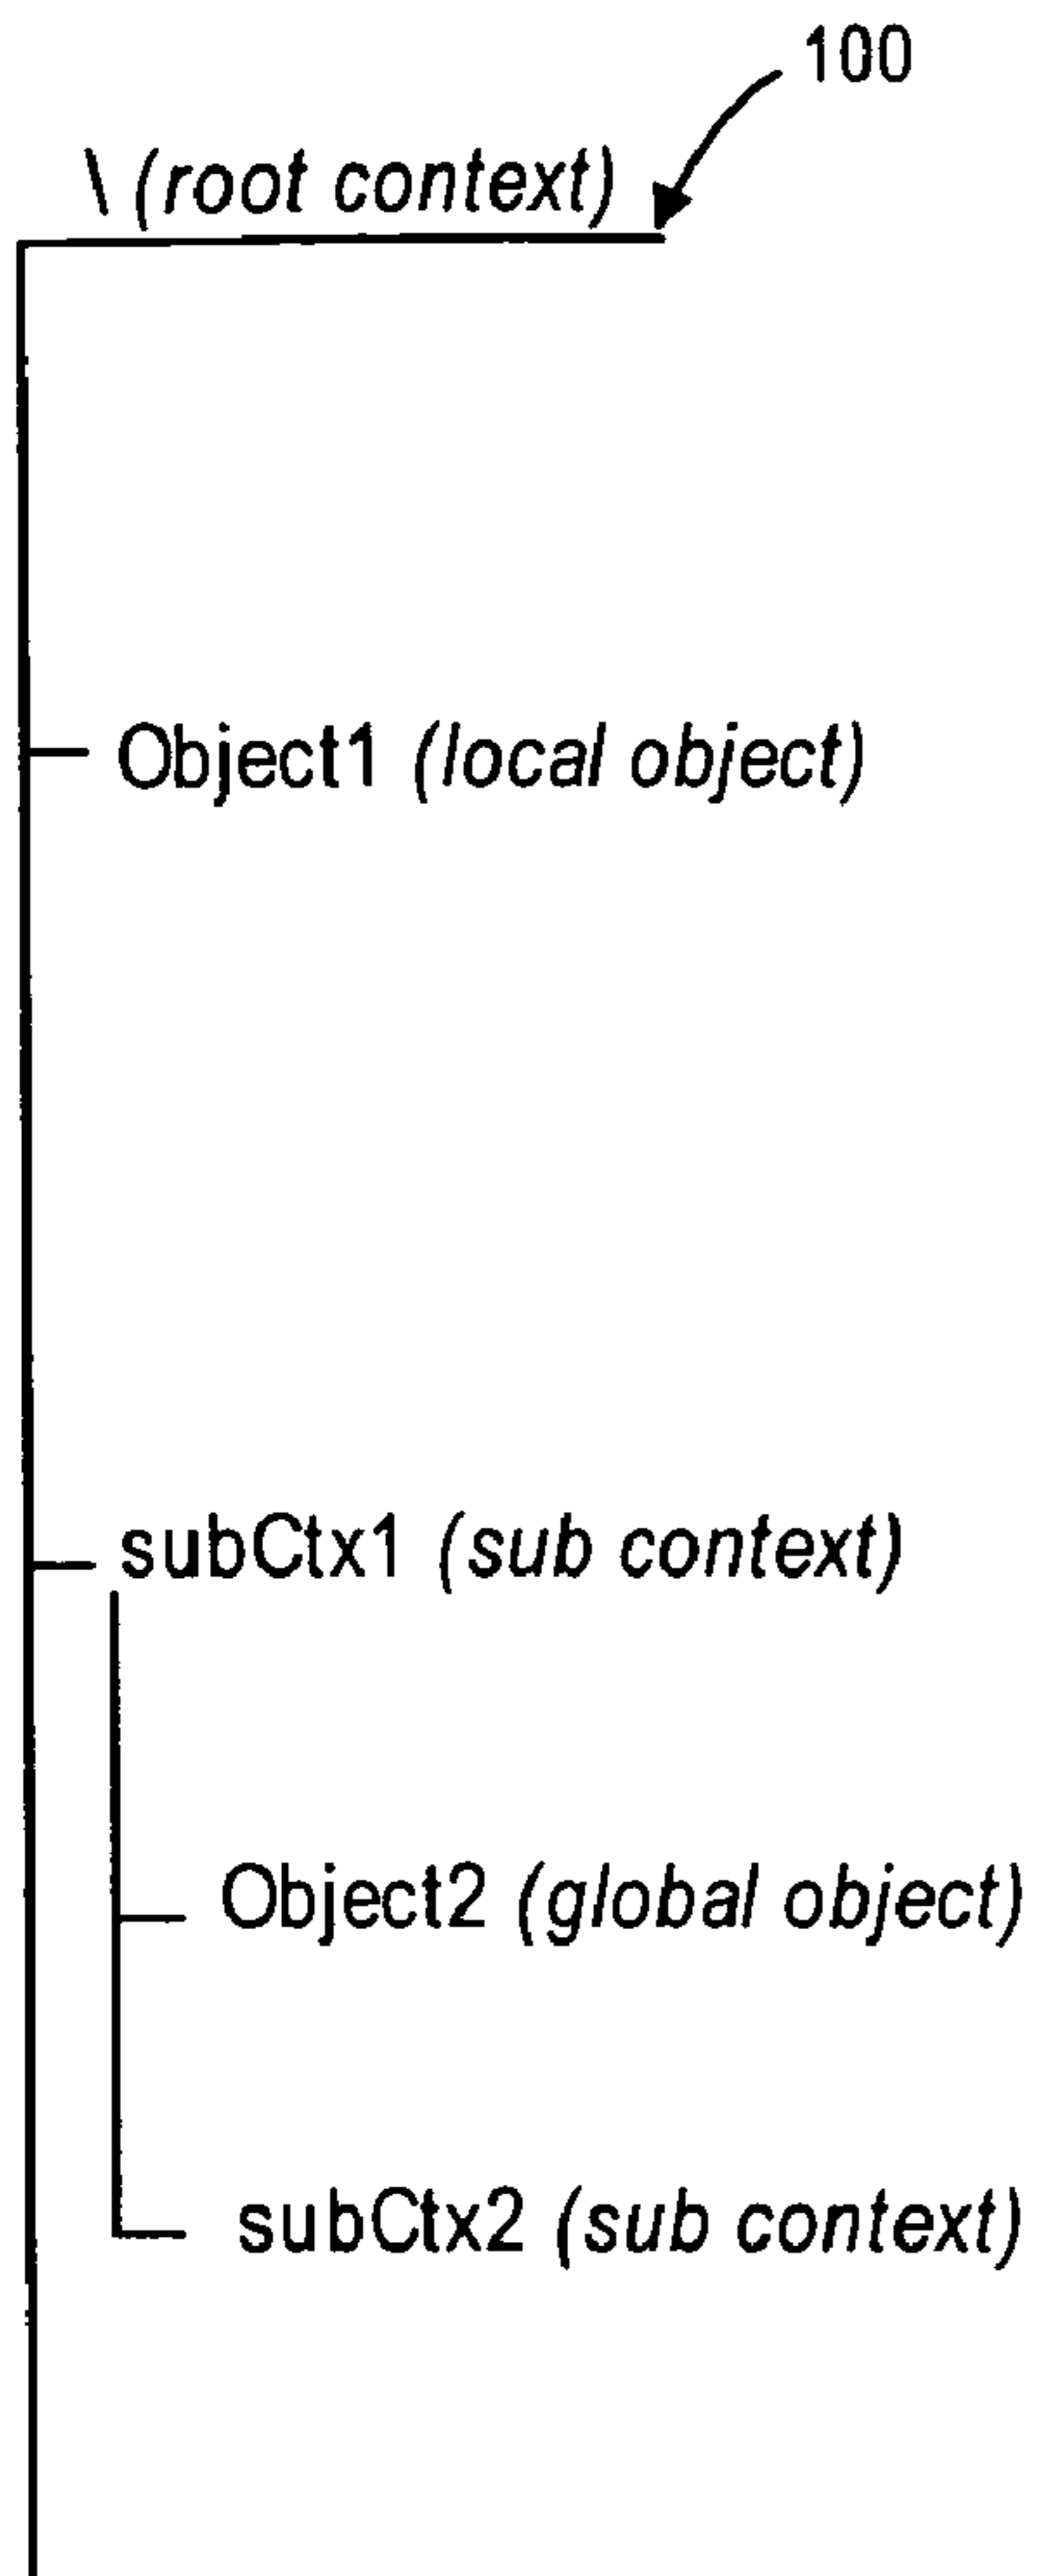 100
\ (root context)
Object1 (local object)
subCtx1 (sub context)
Object2 (global object)
subCtx2 (sub context)